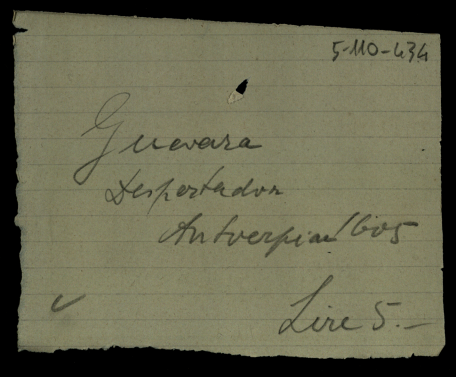 5-110-434
Guevara
Despertador
Antverpiae 1605
Lire 5.-